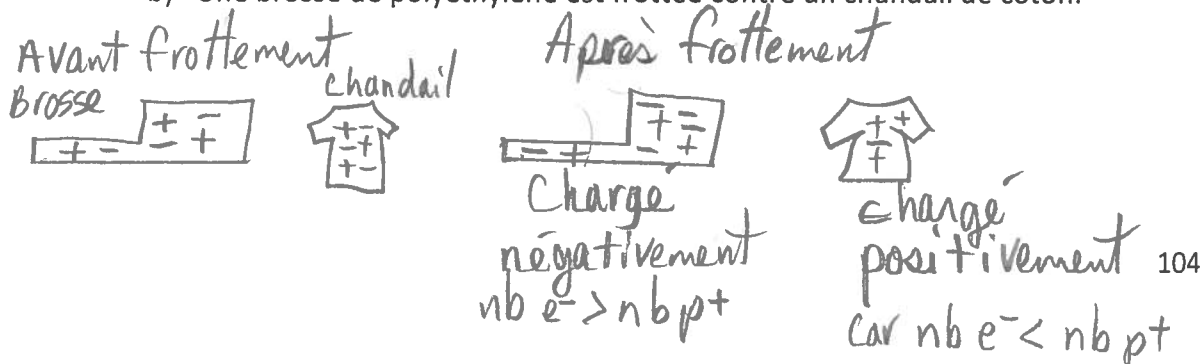 b) Une brosse de polyéthylène est frottée contre un chandail de coton.
Avant frottement
Brosse
chandail
+ -
+ -
- +
+ -
- +
+ -
Après frottement
- +
-
+ =
- +
+ +
-
+
Chargé
négativement
nb e- > nb p+
chargé
positivement
car nb e- < nb p+
104